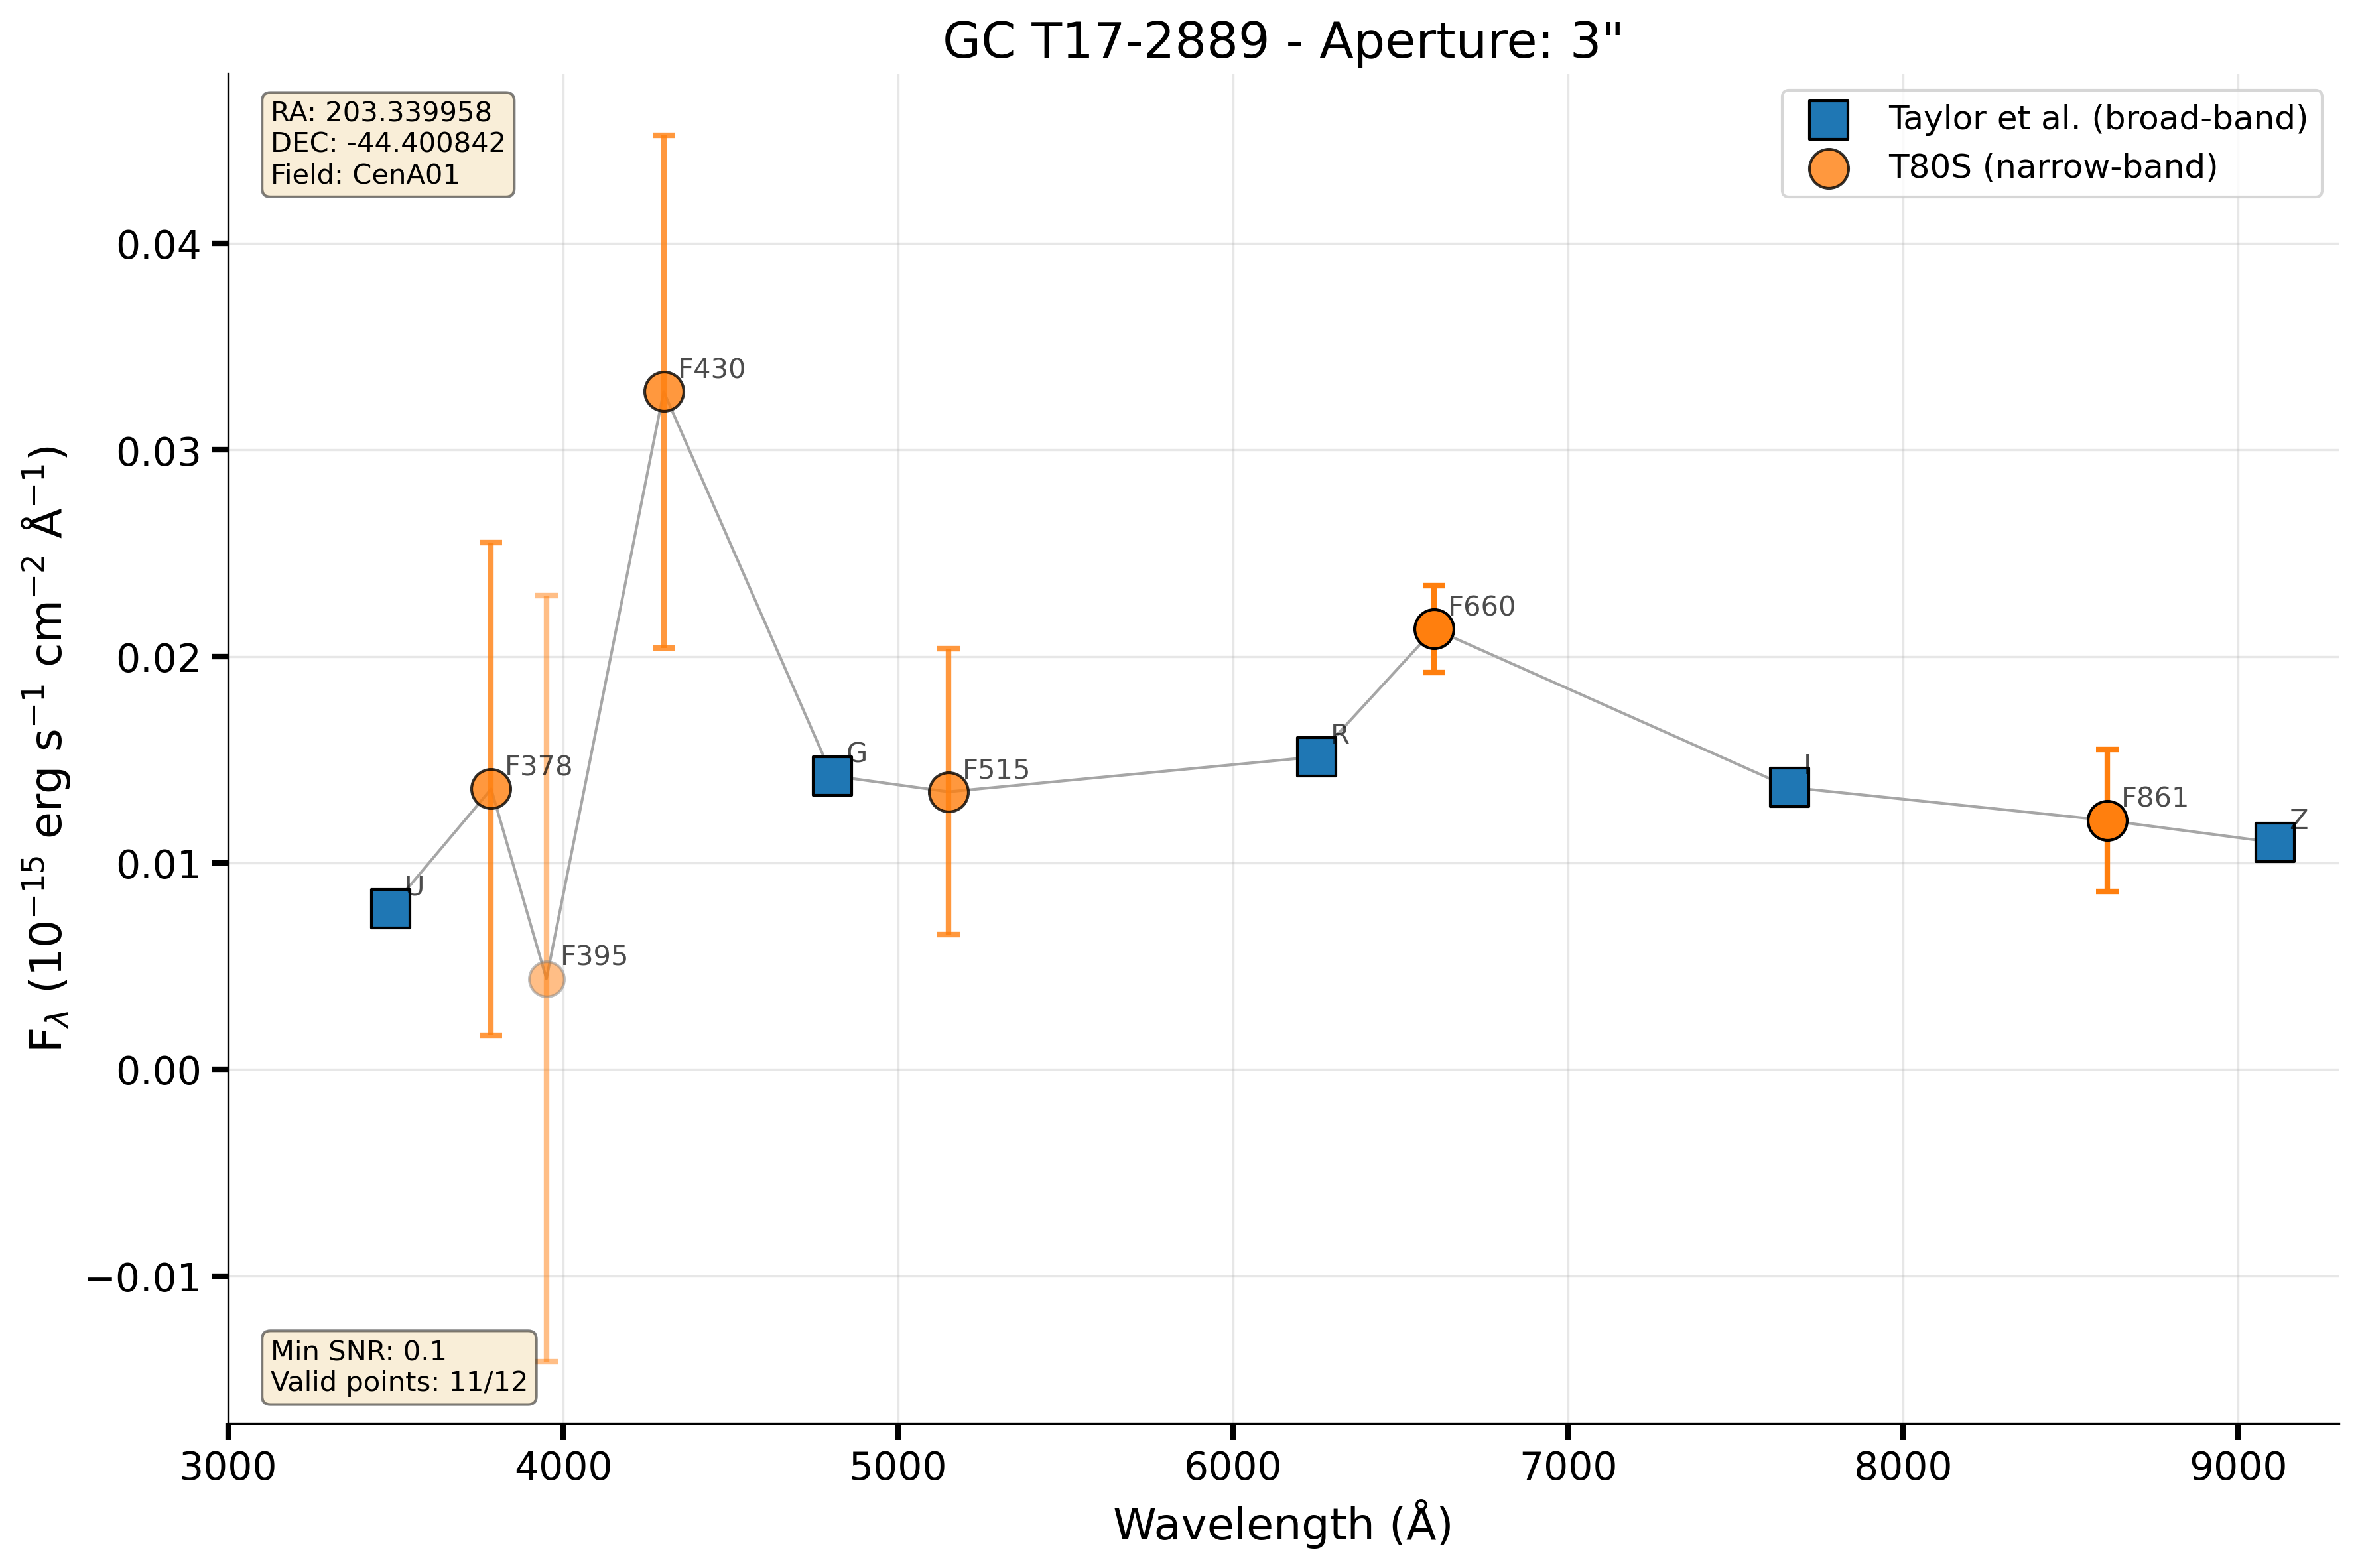 GC T17-2889 - Aperture: 3"
RA: 203.339958
DEC: -44.400842
Field: CenA01
Taylor et al. (broad-band)
T80S (narrow-band)
F430
F660
F378
G
F515
R
I
F861
Z
U
F395
0.04
0.03
0.02
0.01
0.00
−0.01
F_λ (10⁻¹⁵ erg s⁻¹ cm⁻² Å⁻¹)
Min SNR: 0.1
Valid points: 11/12
3000 4000 5000 6000 7000 8000 9000
Wavelength (Å)